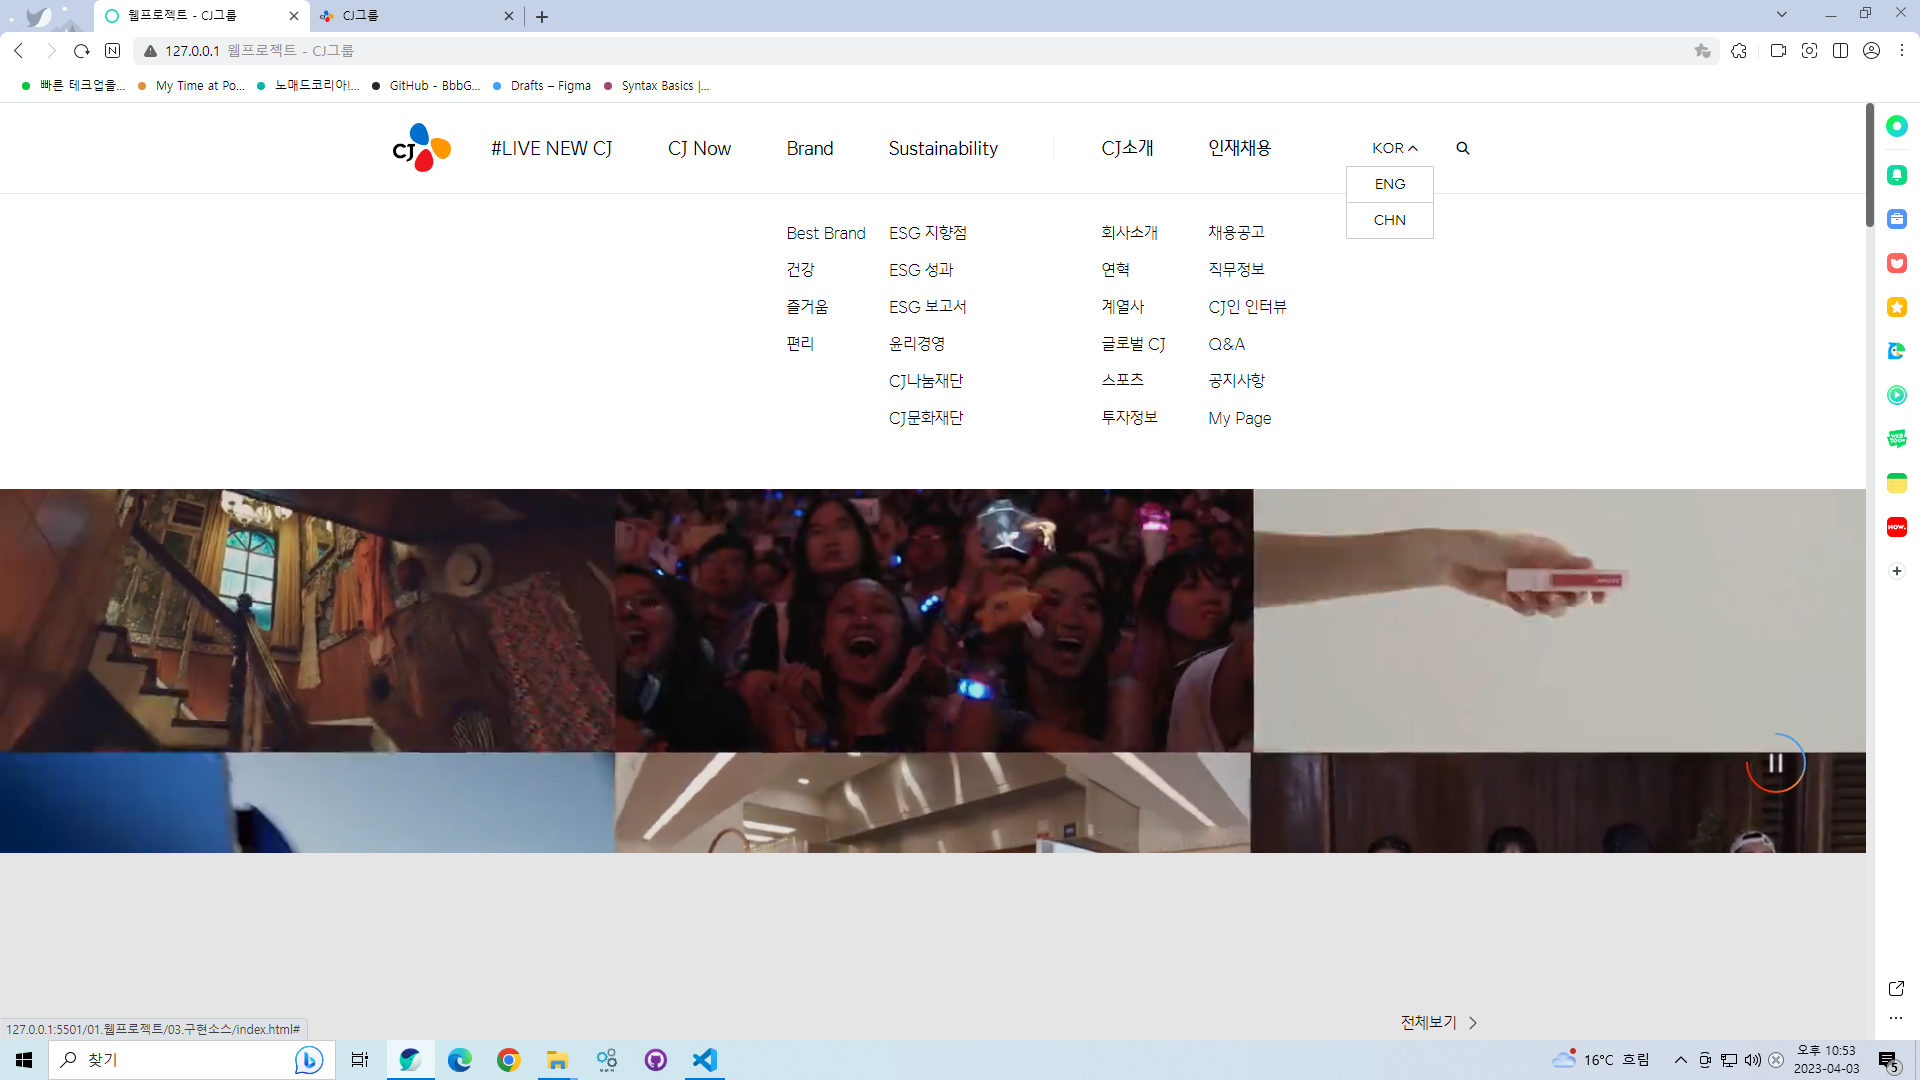 웹프로젝트 - CJ그룹
CJ그룹
127.0.0.1 웹프로젝트 - CJ그룹
빠른 테크업을...
My Time at Po...
노매드코리아!...
GitHub - BbbG...
Drafts – Figma
Syntax Basics |...
CJ
#LIVE NEW CJ
CJ Now
Brand
Sustainability
CJ소개
인재채용
KOR
ENG
CHN
Best Brand
건강
즐거움
편리
ESG 지향점
ESG 성과
ESG 보고서
윤리경영
CJ나눔재단
CJ문화재단
회사소개
연혁
계열사
글로벌 CJ
스포츠
투자정보
채용공고
직무정보
CJ인 인터뷰
Q&A
공지사항
My Page
WEB
TOON
NOW.
전체보기
127.0.0.1:5501/01.웹프로젝트/03.구현소스/index.html#
찾기
16°C 흐림
오후 10:53
2023-04-03
5